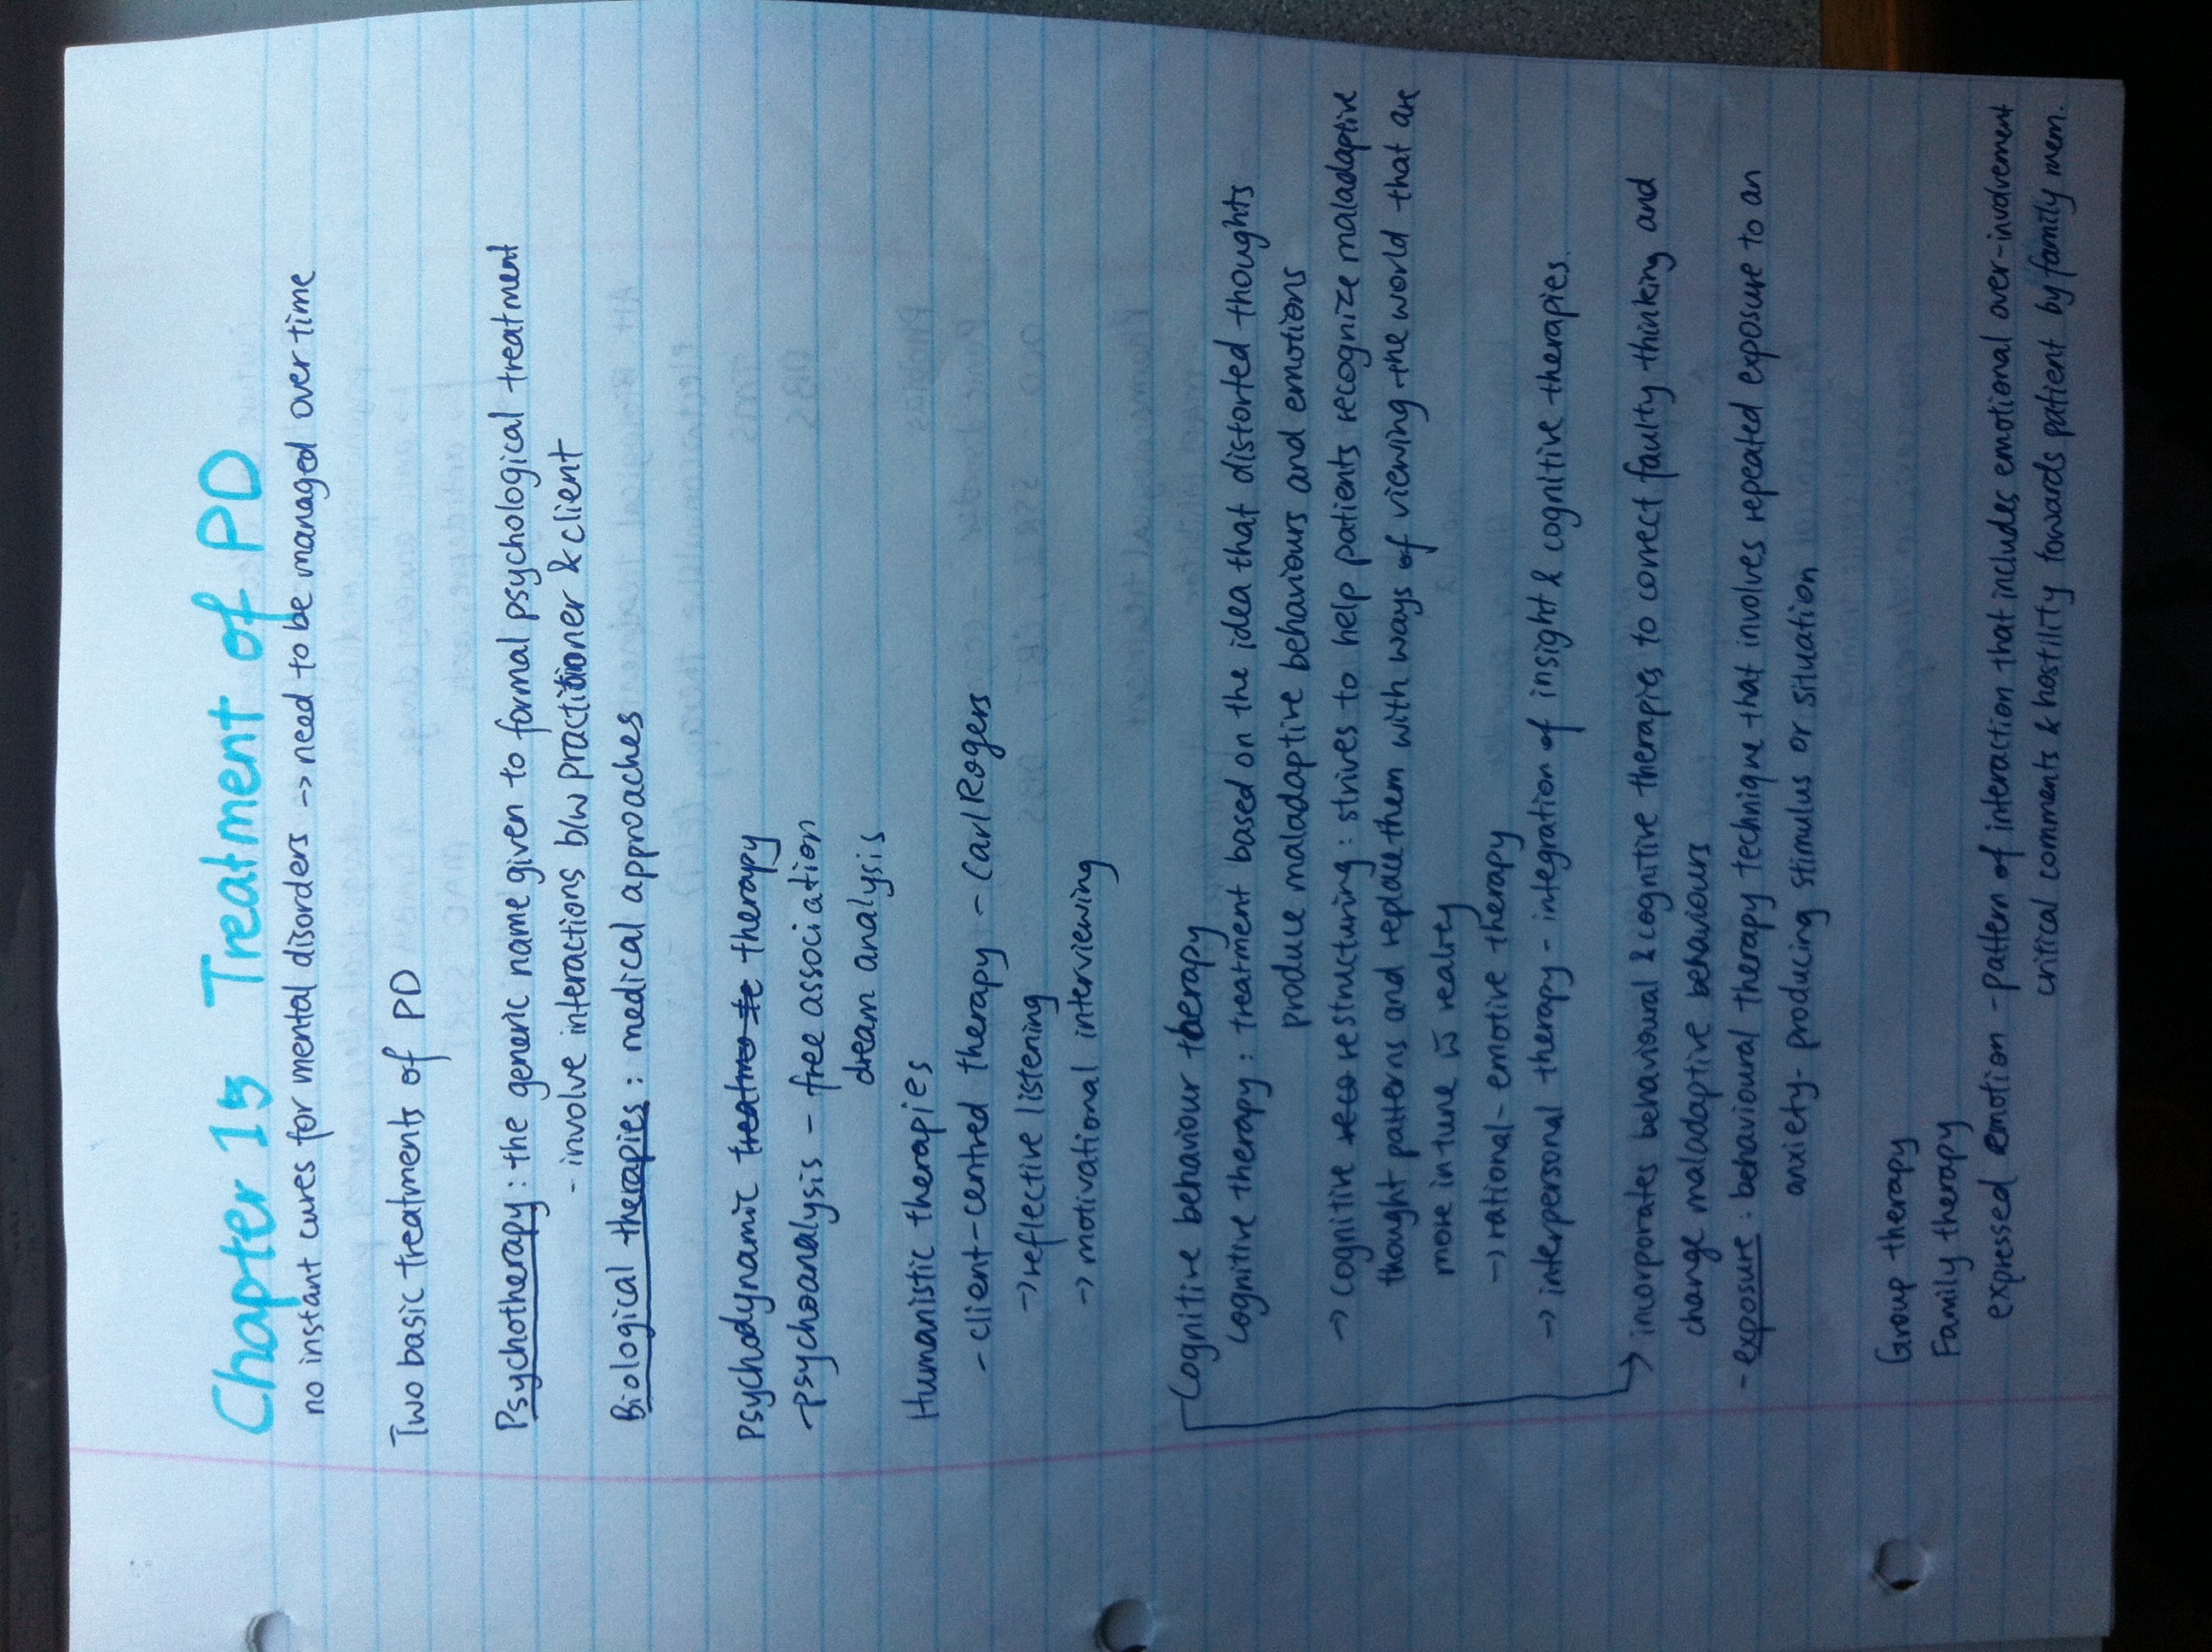 Chapter 15 Treatment of PD
no instant cures for mental disorders → need to be managed over time
Two basic treatments of PD
Psychotherapy : the generic name given to formal psychological treatment
- involve interactions b/w practitioner & client
Biological therapies : medical approaches
Psychodynamic treatme te therapy
- psychoanalysis - free association
dream analysis
Humanistic therapies
- client-centred therapy - Carl Rogers
→ reflective listening
→ motivational interviewing
Cognitive behaviour therapy
cognitive therapy : treatment based on the idea that distorted thoughts
produce maladaptive behaviours and emotions
→ cognitive restructuring : strives to help patients recognize maladaptive
thought patterns and replace them with ways of viewing the world that are
more in tune w realty
→ rational-emotive therapy
→ interpersonal therapy - integration of insight & cognitive therapies
→ incorporates behavioural & cognitive therapies to correct faulty thinking and
change maladaptive behaviours
- exposure : behavioural therapy technique that involves repeated exposure to an
anxiety-producing stimulus or situation
Group therapy
Family therapy
expressed emotion - pattern of interaction that includes emotional over-involvement
critical comments & hostility towards patient by family mem.